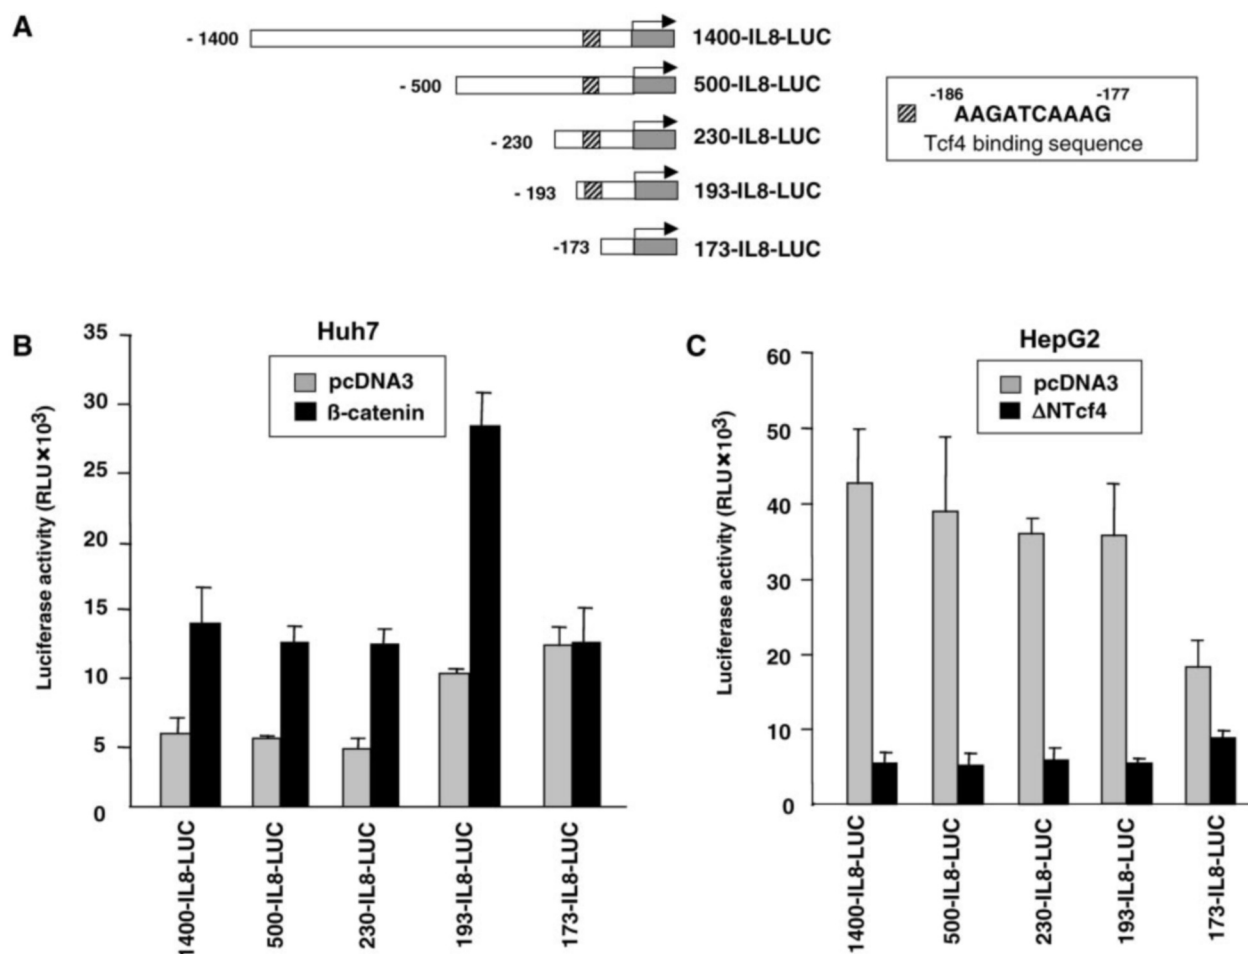 A
- 1400
1400-IL8-LUC
- 500
500-IL8-LUC
- 230
230-IL8-LUC
- 193
193-IL8-LUC
-173
173-IL8-LUC
-186 -177
AAGATCAAAG
Tcf4 binding sequence
B
Huh7
pcDNA3
ß-catenin
Luciferase activity (RLU×10³)
35
30
25
20
15
10
5
0
1400-IL8-LUC
500-IL8-LUC
230-IL8-LUC
193-IL8-LUC
173-IL8-LUC
C
HepG2
pcDNA3
ΔNTcf4
Luciferase activity (RLU×10³)
60
50
40
30
20
10
0
1400-IL8-LUC
500-IL8-LUC
230-IL8-LUC
193-IL8-LUC
173-IL8-LUC